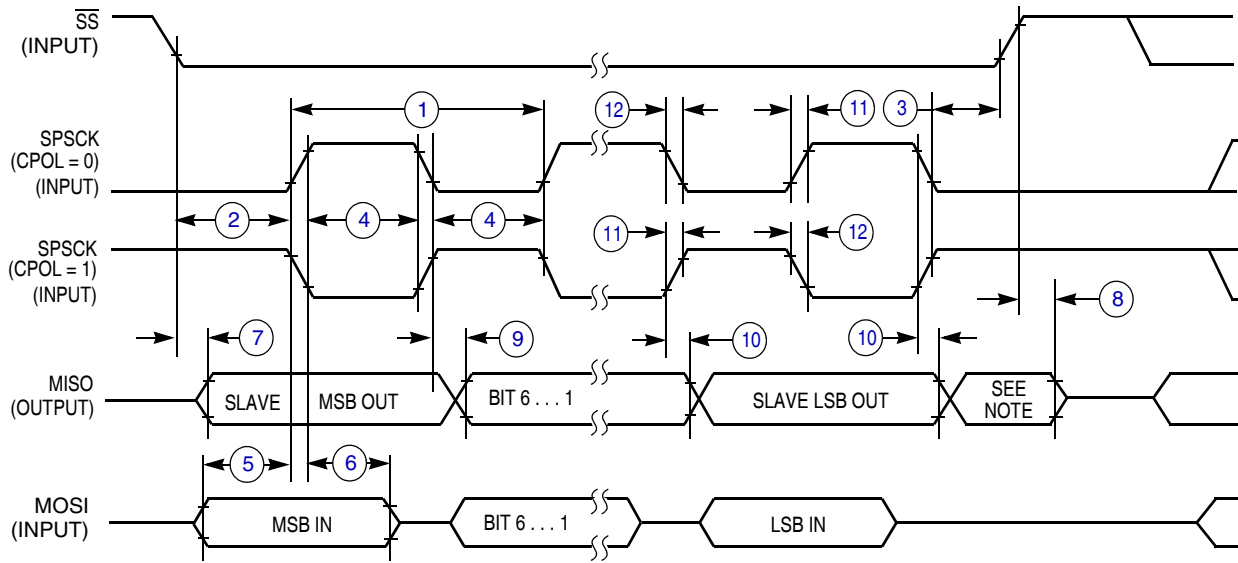 SS
(INPUT)
1
12
11
3
SPSCK
(CPOL = 0)
(INPUT)
2
4
4
SPSCK
(CPOL = 1)
(INPUT)
11
12
8
7
9
10
10
MISO
(OUTPUT)
SLAVE MSB OUT
BIT 6 . . . 1
SLAVE LSB OUT
SEE
NOTE
5
6
MOSI
(INPUT)
MSB IN
BIT 6 . . . 1
LSB IN